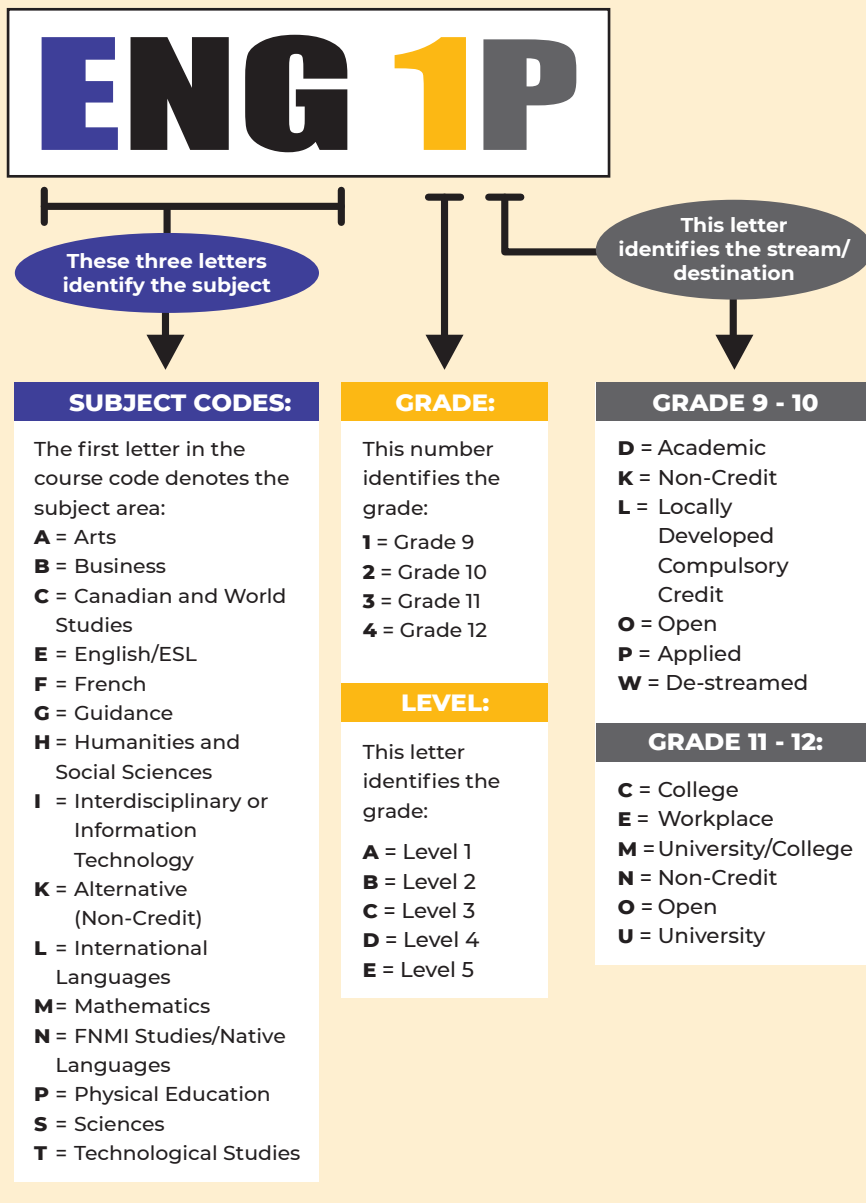 ENG 1P
These three letters
identify the subject
This letter
identifies the stream/
destination
SUBJECT CODES:
The first letter in the
course code denotes the
subject area:
A = Arts
B = Business
C = Canadian and World
Studies
E = English/ESL
F = French
G = Guidance
H = Humanities and
Social Sciences
I = Interdisciplinary or
Information
Technology
K = Alternative
(Non-Credit)
L = International
Languages
M = Mathematics
N = FNMI Studies/Native
Languages
P = Physical Education
S = Sciences
T = Technological Studies
GRADE:
This number
identifies the
grade:
1 = Grade 9
2 = Grade 10
3 = Grade 11
4 = Grade 12
LEVEL:
This letter
identifies the
grade:
A = Level 1
B = Level 2
C = Level 3
D = Level 4
E = Level 5
GRADE 9 - 10
D = Academic
K = Non-Credit
L = Locally
Developed
Compulsory
Credit
O = Open
P = Applied
W = De-streamed
GRADE 11 - 12:
C = College
E = Workplace
M = University/College
N = Non-Credit
O = Open
U = University